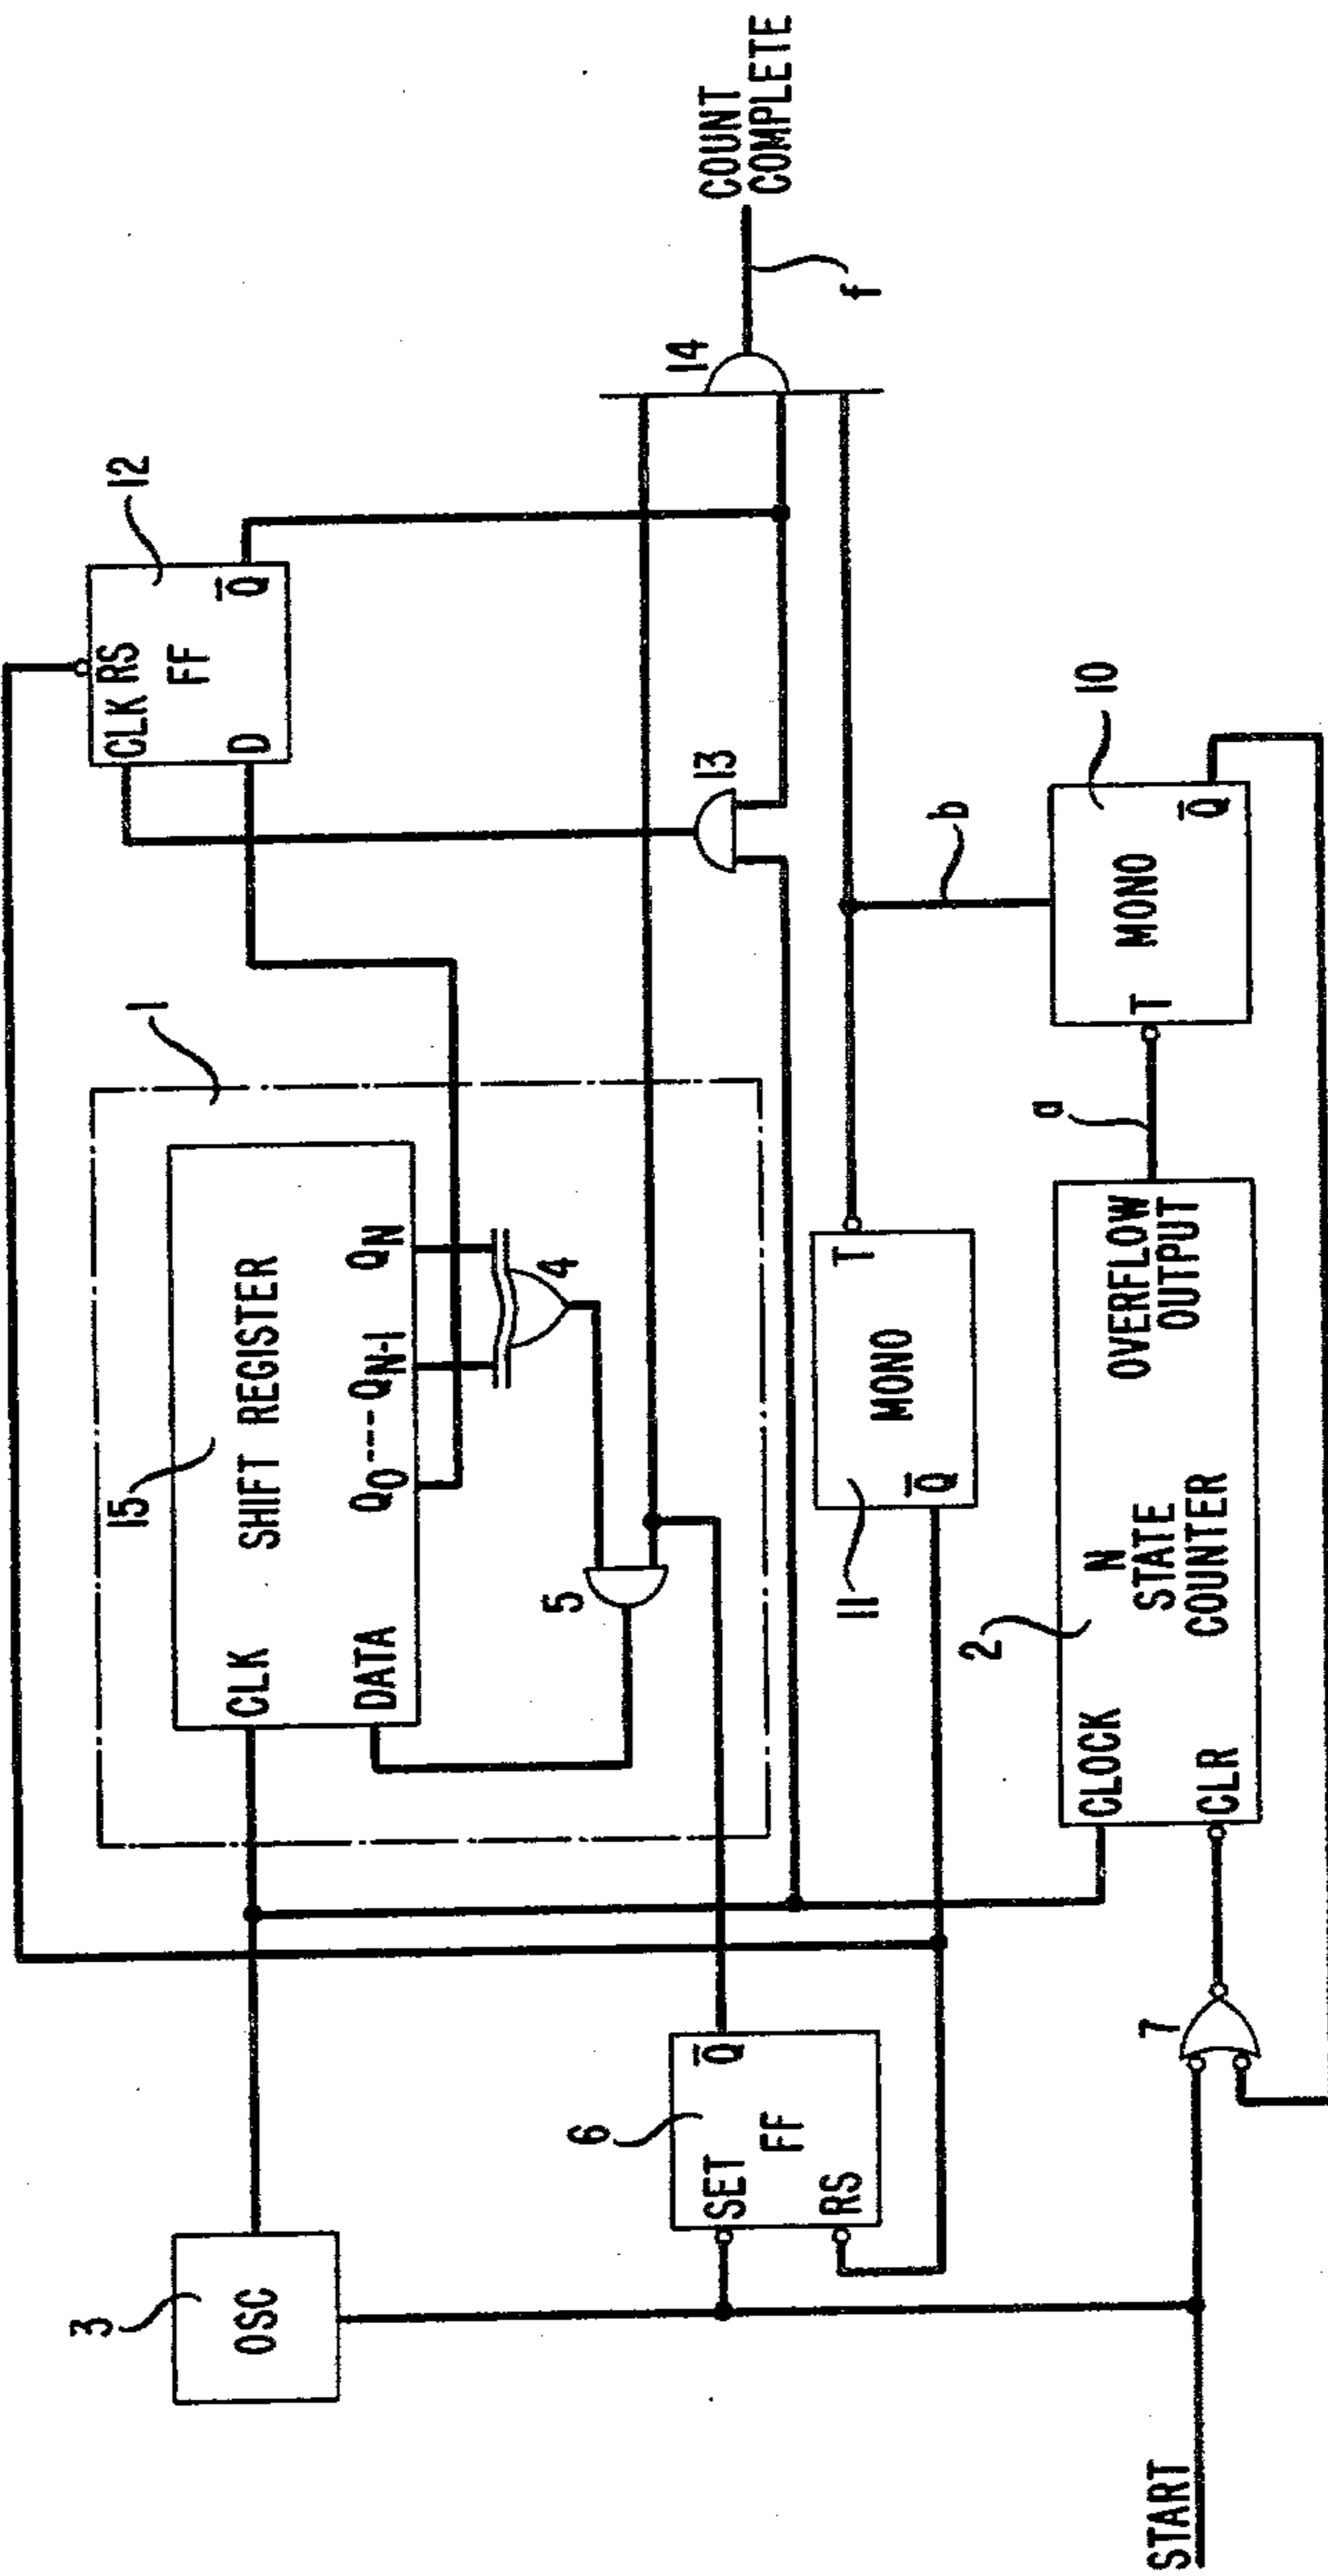 3
OSC
START
6
SET
FF
Q̅
RS
7
15
1
CLK
SHIFT REGISTER
DATA
Q0 ---- QN-1 QN
4
5
11
MONO
Q̅
T
2
CLOCK
CLR
N
STATE
COUNTER
OVERFLOW
OUTPUT
a
10
T
MONO
Q̅
b
12
CLK RS
FF
D
Q̅
13
14
f
COUNT
COMPLETE